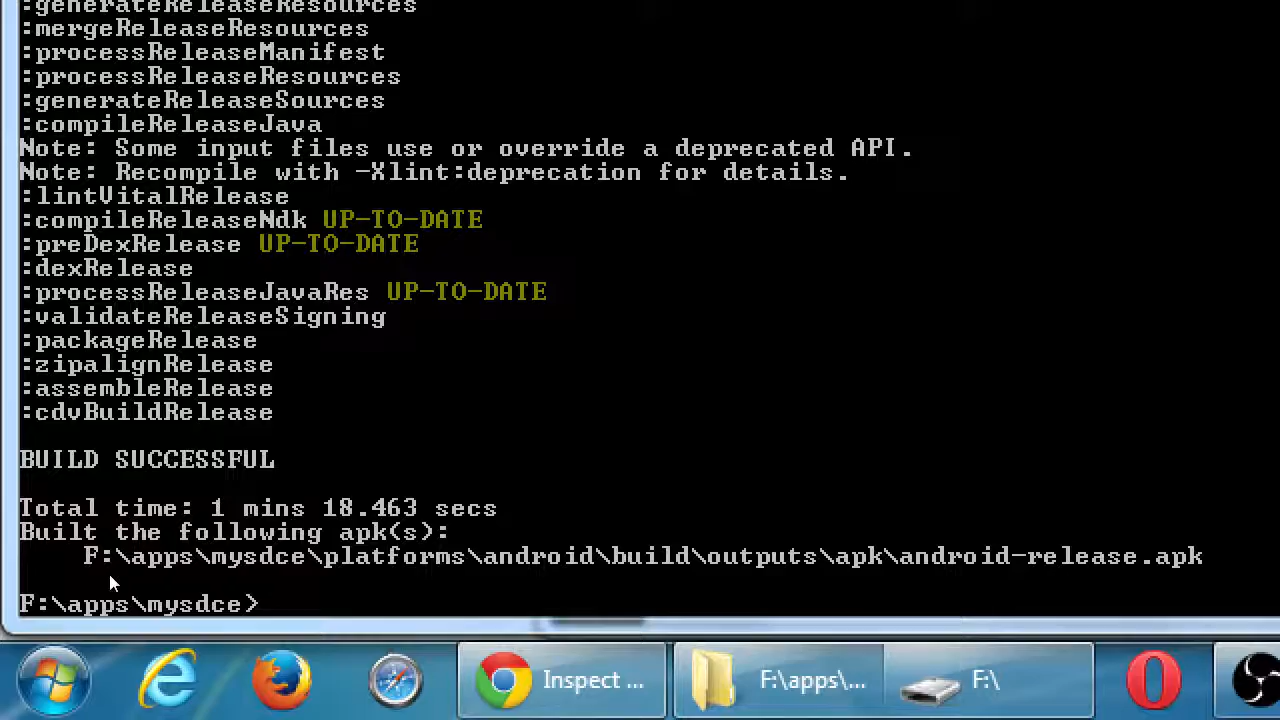 :generateReleaseResources
:mergeReleaseResources
:processReleaseManifest
:processReleaseResources
:generateReleaseSources
:compileReleaseJava
Note: Some input files use or override a deprecated API.
Note: Recompile with -Xlint:deprecation for details.
:lintVitalRelease
:compileReleaseNdk UP-TO-DATE
:preDexRelease UP-TO-DATE
:dexRelease
:processReleaseJavaRes UP-TO-DATE
:validateReleaseSigning
:packageRelease
:zipalignRelease
:assembleRelease
:cdvBuildRelease
BUILD SUCCESSFUL
Total time: 1 mins 18.463 secs
Built the following apk(s):
F:\apps\mysdce\platforms\android\build\outputs\apk\android-release.apk
F:\apps\mysdce>
Inspect ... F:\apps\... F:\